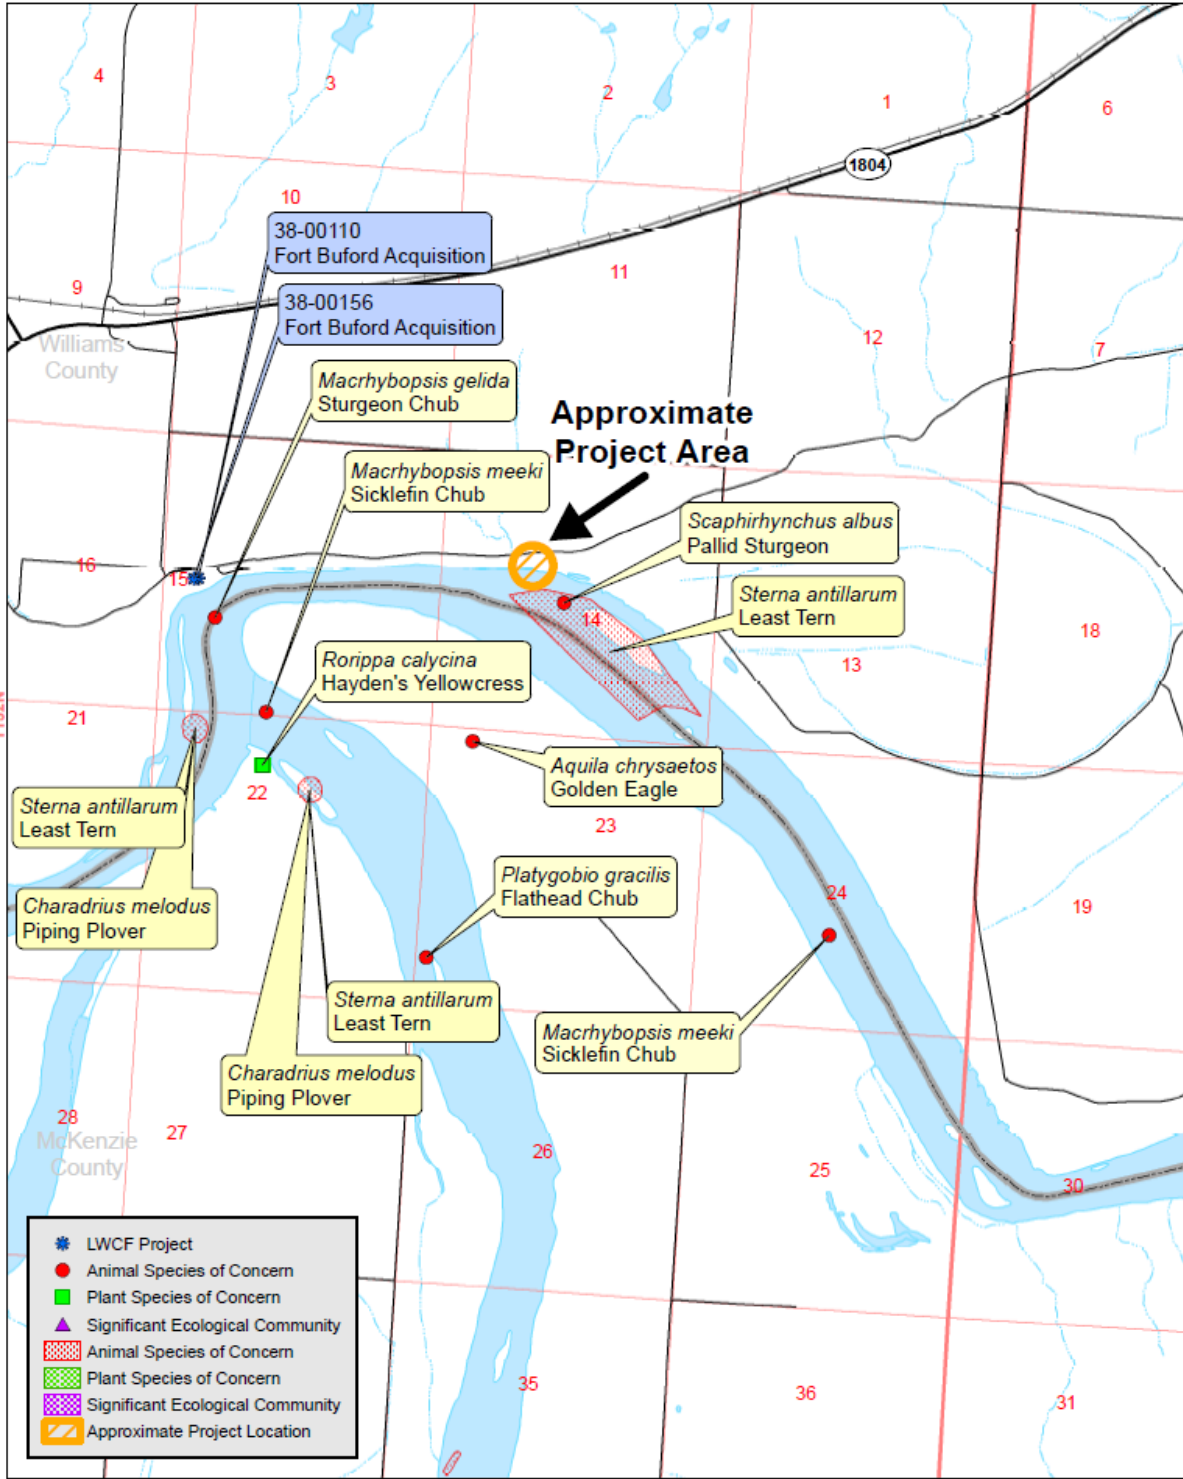 4
3
2
1
6
1804
10
38-00110
Fort Buford Acquisition
11
9
38-00156
Fort Buford Acquisition
12
7
Williams
County
Macrhybopsis gelida
Sturgeon Chub
Approximate
Project Area
Macrhybopsis meeki
Sicklefin Chub
Scaphirhynchus albus
Pallid Sturgeon
16
15
Sterna antillarum
Least Tern
14
18
13
Rorippa calycina
Hayden's Yellowcress
21
Aquila chrysaetos
Golden Eagle
22
Sterna antillarum
Least Tern
23
Platygobio gracilis
Flathead Chub
24
19
Charadrius melodus
Piping Plover
Sterna antillarum
Least Tern
Macrhybopsis meeki
Sicklefin Chub
Charadrius melodus
Piping Plover
28
27
McKenzie
County
26
25
30
LWCF Project
Animal Species of Concern
Plant Species of Concern
Significant Ecological Community
Animal Species of Concern
Plant Species of Concern
Significant Ecological Community
Approximate Project Location
35
36
31